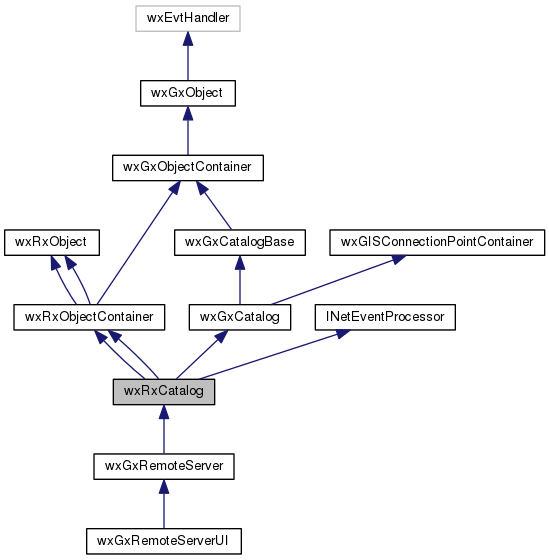 wxEvtHandler
wxGxObject
wxGxObjectContainer
wxRxObject
wxGxCatalogBase
wxGISConnectionPointContainer
wxRxObjectContainer
wxGxCatalog
INetEventProcessor
wxRxCatalog
wxGxRemoteServer
wxGxRemoteServerUI